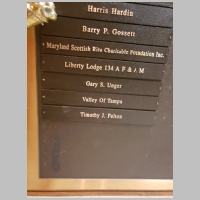 Harris Hardin
Barry P. Gossett
Maryland Scottish Rite Charitable Foundation Inc.
Liberty Lodge 134 A F & A M
Gary S. Unger
Valley Of Tampa
Timothy J. Fulton